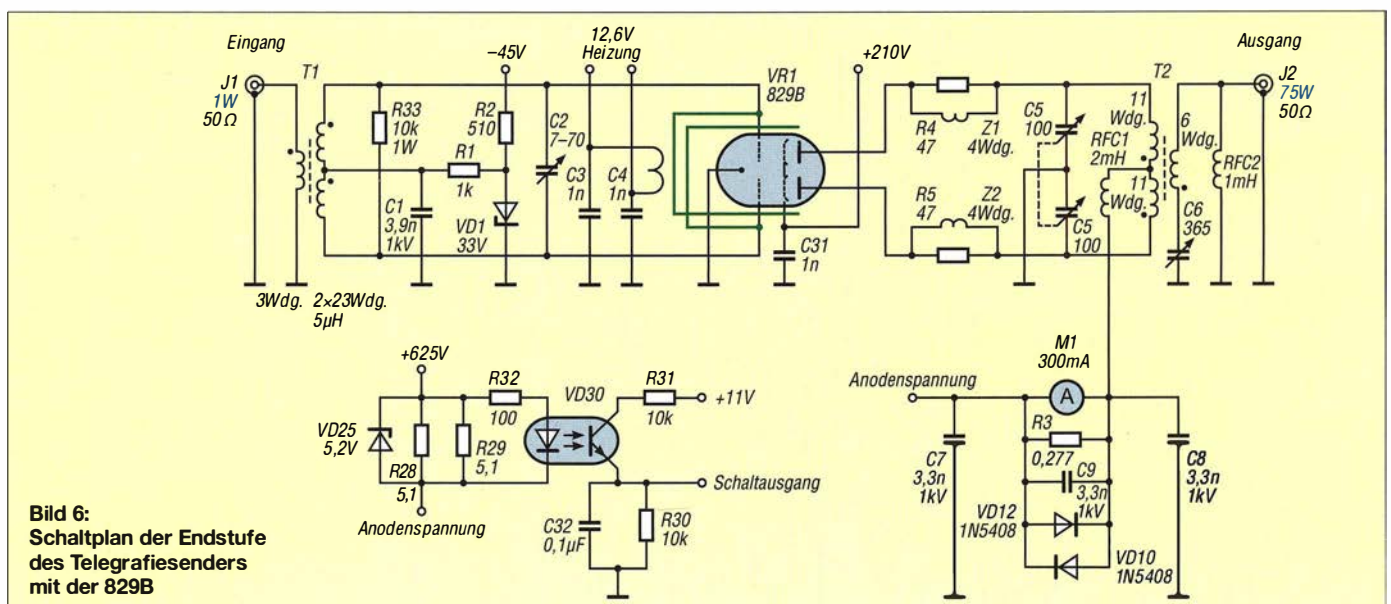 Eingang
J1
1W
50Ω
T1
3Wdg.
2×23Wdg.
5µH
R33
10k
1W
R1
1k
C1
3,9n
1kV
–45V
R2
510
VD1
33V
C2
7–70
12,6V
Heizung
C3
1n
C4
1n
VR1
829B
+210V
C31
1n
R4
47
Z1
4Wdg.
R5
47
Z2
4Wdg.
C5
100
C5
100
11
Wdg.
RFC1
2mH
11
Wdg.
T2
6
Wdg.
RFC2
1mH
C6
365
Ausgang
J2
75W
50Ω
+625V
VD25
5,2V
R28
5,1
R29
5,1
R32
100
VD30
R31
10k
+11V
Schaltausgang
C32
0,1µF
R30
10k
Anodenspannung
Anodenspannung
M1
300mA
A
R3
0,277
C7
3,3n
1kV
C9
3,3n
1kV
C8
3,3n
1kV
VD12
1N5408
VD10
1N5408
Bild 6:
Schaltplan der Endstufe
des Telegrafiesenders
mit der 829B